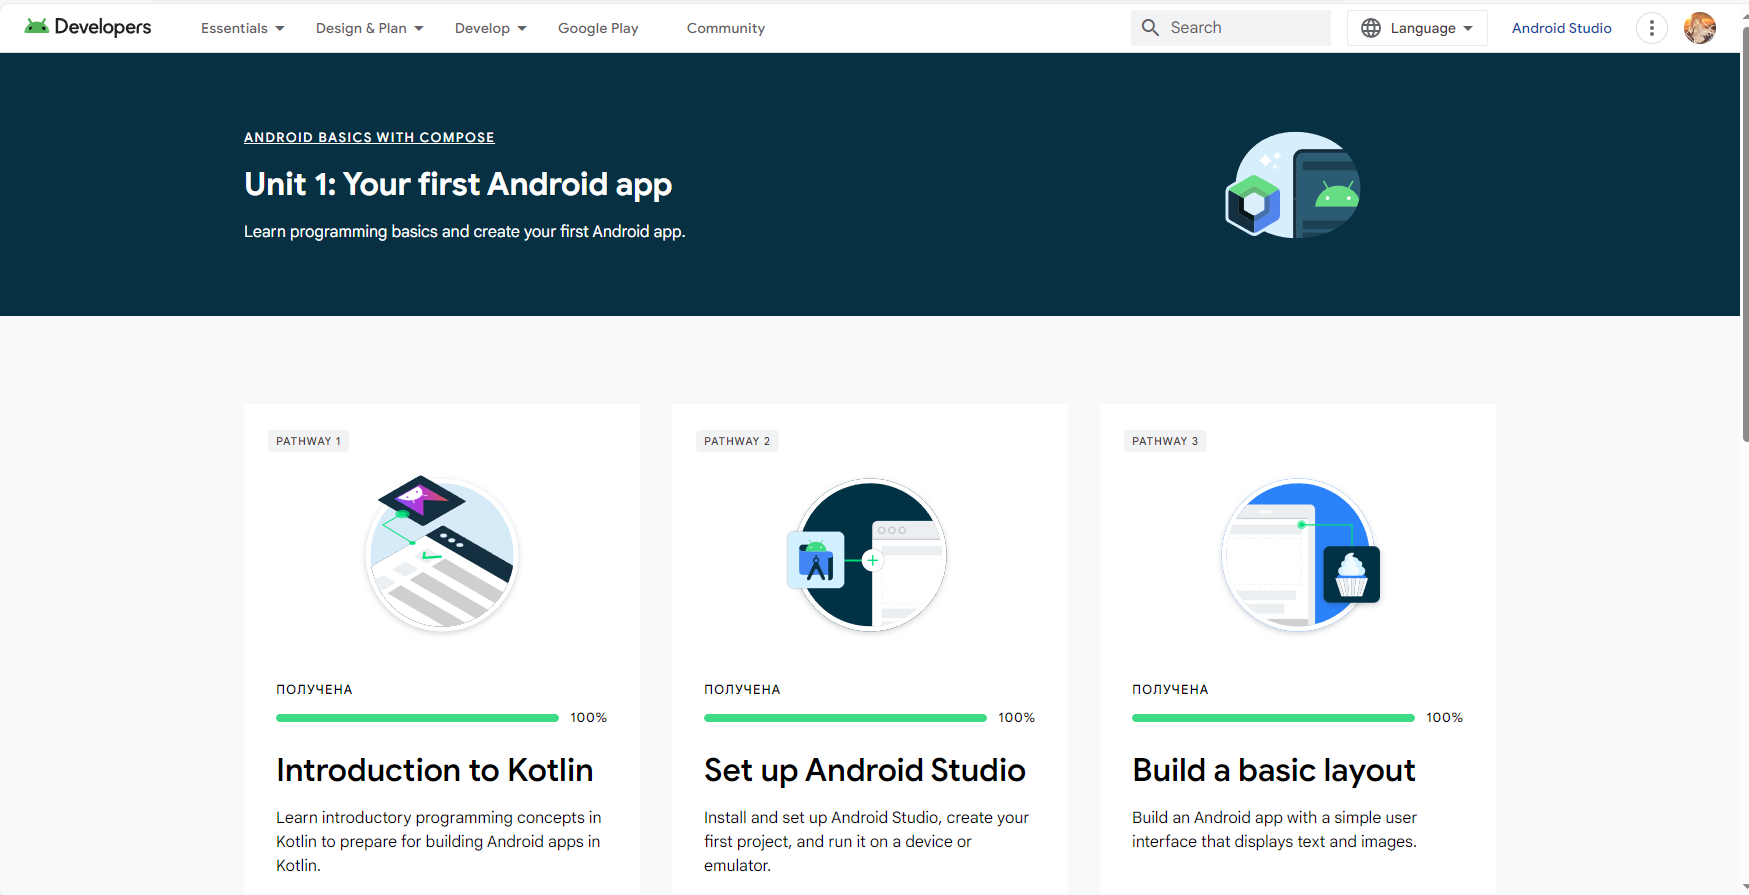 Developers
Essentials
Design & Plan
Develop
Google Play
Community
Search
Language
Android Studio
ANDROID BASICS WITH COMPOSE
Unit 1: Your first Android app
Learn programming basics and create your first Android app.
PATHWAY 1
ПОЛУЧЕНА
100%
Introduction to Kotlin
Learn introductory programming concepts in
Kotlin to prepare for building Android apps in
Kotlin.
PATHWAY 2
ПОЛУЧЕНА
100%
Set up Android Studio
Install and set up Android Studio, create your
first project, and run it on a device or
emulator.
PATHWAY 3
ПОЛУЧЕНА
100%
Build a basic layout
Build an Android app with a simple user
interface that displays text and images.